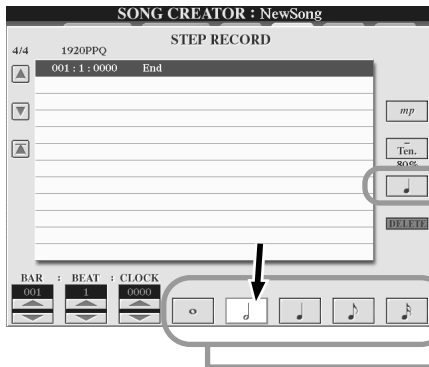 SONG CREATOR : NewSong
STEP RECORD
4/4 1920PPQ
001 : 1 : 0000 End
mp
Ten.
80%
DELETE
BAR : BEAT : CLOCK
001 1 0000